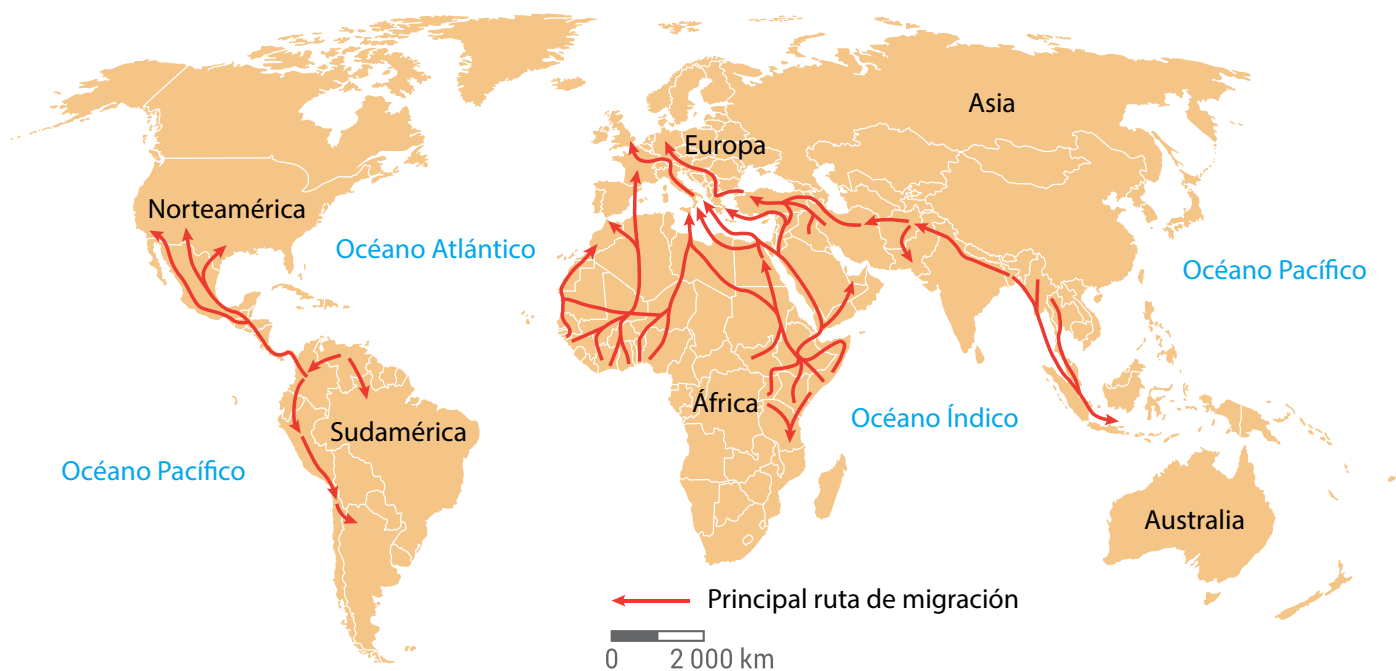 Asia
Europa
Norteamérica
Océano Atlántico
Océano Pacífico
África
Océano Índico
Sudamérica
Océano Pacífico
Australia
Principal ruta de migración
0 2 000 km